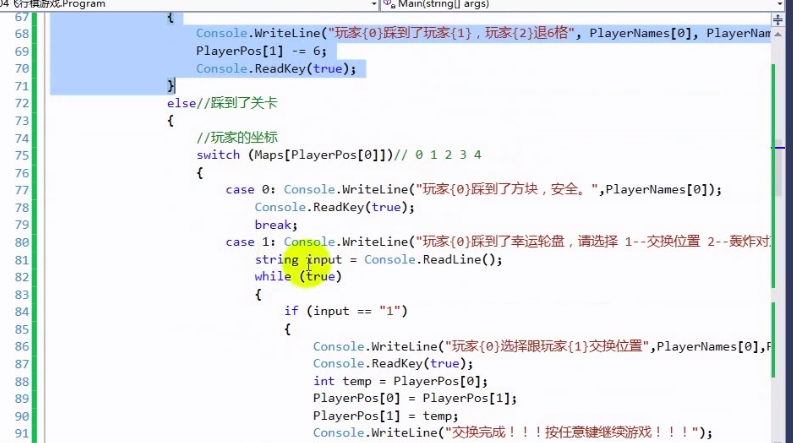 04飞行棋游戏.Program
Main(string[] args)
67 {
68 Console.WriteLine("玩家{0}踩到了玩家{1}，玩家{2}退6格", PlayerNames[0], PlayerNam
69 PlayerPos[1] -= 6;
70 Console.ReadKey(true);
71 }
72 else//踩到了关卡
73 {
74 //玩家的坐标
75 switch (Maps[PlayerPos[0]])// 0 1 2 3 4
76 {
77 case 0: Console.WriteLine("玩家{0}踩到了方块，安全。",PlayerNames[0]);
78 Console.ReadKey(true);
79 break;
80 case 1: Console.WriteLine("玩家{0}踩到了幸运轮盘，请选择 1--交换位置 2--轰炸对
81 string input = Console.ReadLine();
82 while (true)
83 {
84 if (input == "1")
85 {
86 Console.WriteLine("玩家{0}选择跟玩家{1}交换位置",PlayerNames[0],P
87 Console.ReadKey(true);
88 int temp = PlayerPos[0];
89 PlayerPos[0] = PlayerPos[1];
90 PlayerPos[1] = temp;
91 Console.WriteLine("交换完成！！！按任意键继续游戏！！！");